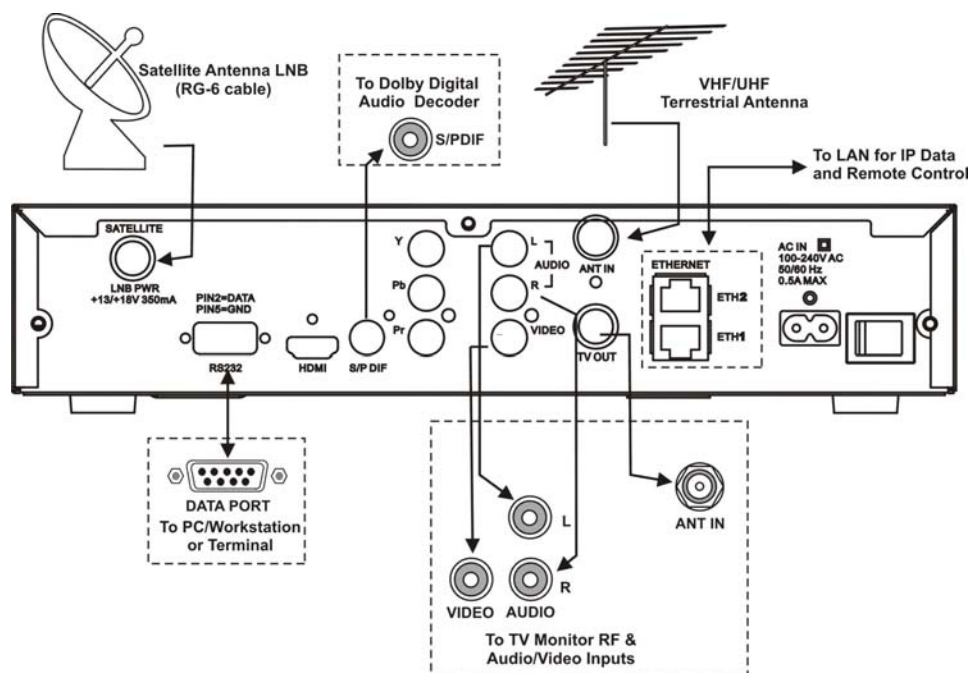 Satellite Antenna LNB
(RG-6 cable)
To Dolby Digital
Audio Decoder
S/PDIF
VHF/UHF
Terrestrial Antenna
To LAN for IP Data
and Remote Control
SATELLITE
LNB PWR
+13/+18V 350mA
PIN2=DATA
PIN5=GND
RS232
HDMI
S/P DIF
Y
Pb
Pr
L
AUDIO
R
VIDEO
ANT IN
TV OUT
ETHERNET
ETH2
ETH1
AC IN
100-240V AC
50/60 Hz
0.5A MAX
DATA PORT
To PC/Workstation
or Terminal
L
R
VIDEO
AUDIO
ANT IN
To TV Monitor RF &
Audio/Video Inputs